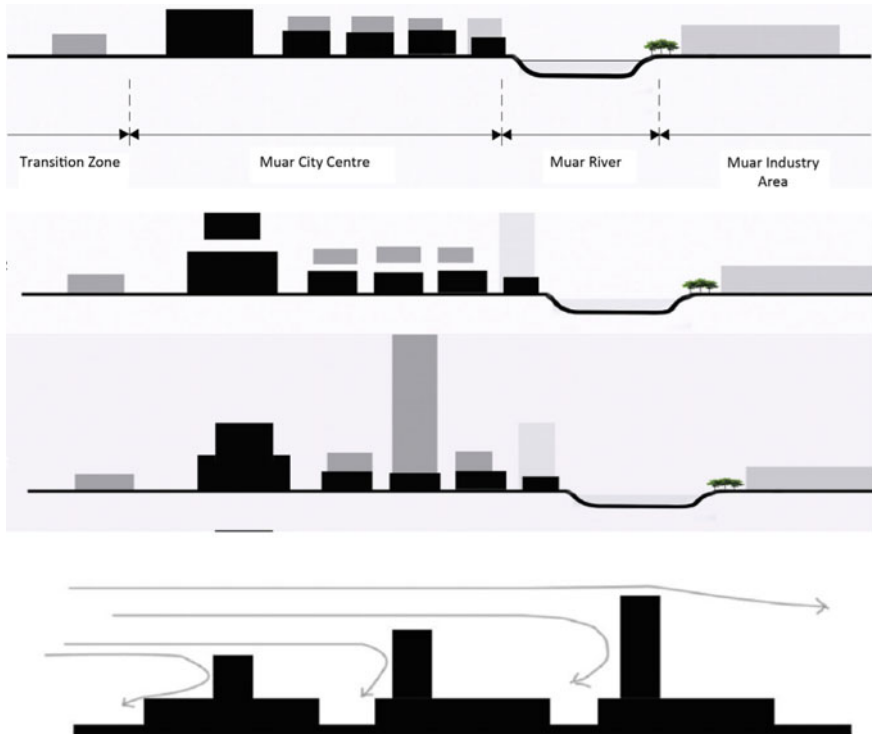 Transition Zone
Muar City Centre
Muar River
Muar Industry
Area